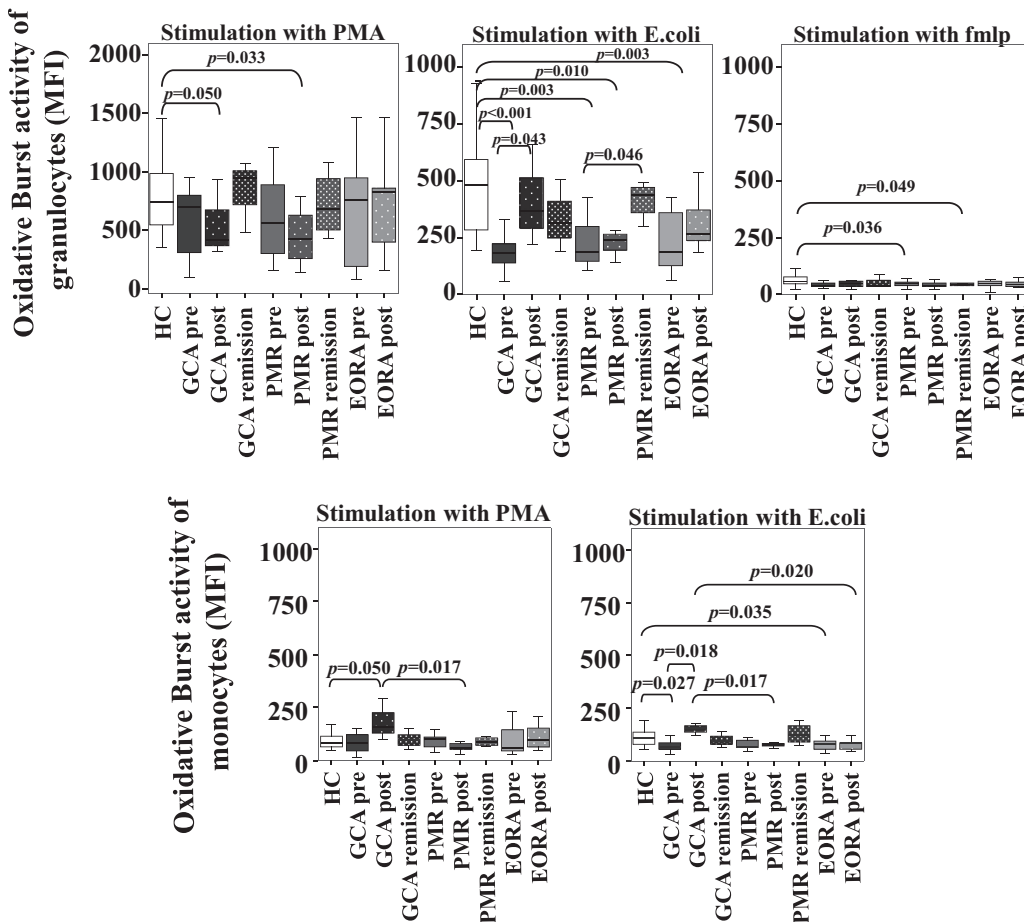 Oxidative Burst activity of
granulocytes (MFI)
Stimulation with PMA
2000
1500
1000
500
0
p=0.033
p=0.050
HC
GCA pre
GCA post
GCA remission
PMR pre
PMR post
PMR remission
EORA pre
EORA post
Stimulation with E.coli
1000
750
500
250
0
p=0.003
p=0.010
p=0.003
p<0.001
p=0.043
p=0.046
HC
GCA pre
GCA post
GCA remission
PMR pre
PMR post
PMR remission
EORA pre
EORA post
Stimulation with fmlp
1000
750
500
250
0
p=0.049
p=0.036
HC
GCA pre
GCA post
GCA remission
PMR pre
PMR post
PMR remission
EORA pre
EORA post
Oxidative Burst activity of
monocytes (MFI)
Stimulation with PMA
1000
750
500
250
0
p=0.050
p=0.017
HC
GCA pre
GCA post
GCA remission
PMR pre
PMR post
PMR remission
EORA pre
EORA post
Stimulation with E.coli
1000
750
500
250
0
p=0.020
p=0.035
p=0.018
p=0.027
p=0.017
HC
GCA pre
GCA post
GCA remission
PMR pre
PMR post
PMR remission
EORA pre
EORA post